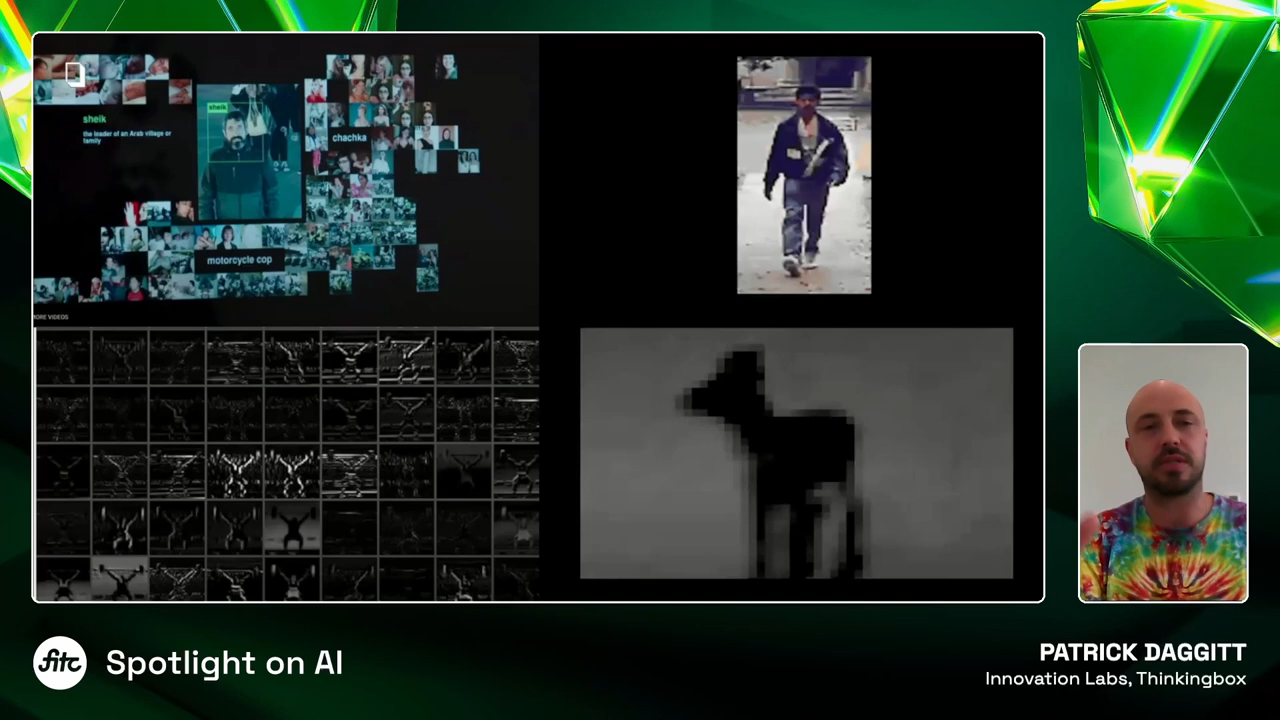 sheik
the leader of an Arab village or
family
sheik
chachka
motorcycle cop
MORE VIDEOS
fitc
Spotlight on AI
PATRICK DAGGITT
Innovation Labs, Thinkingbox